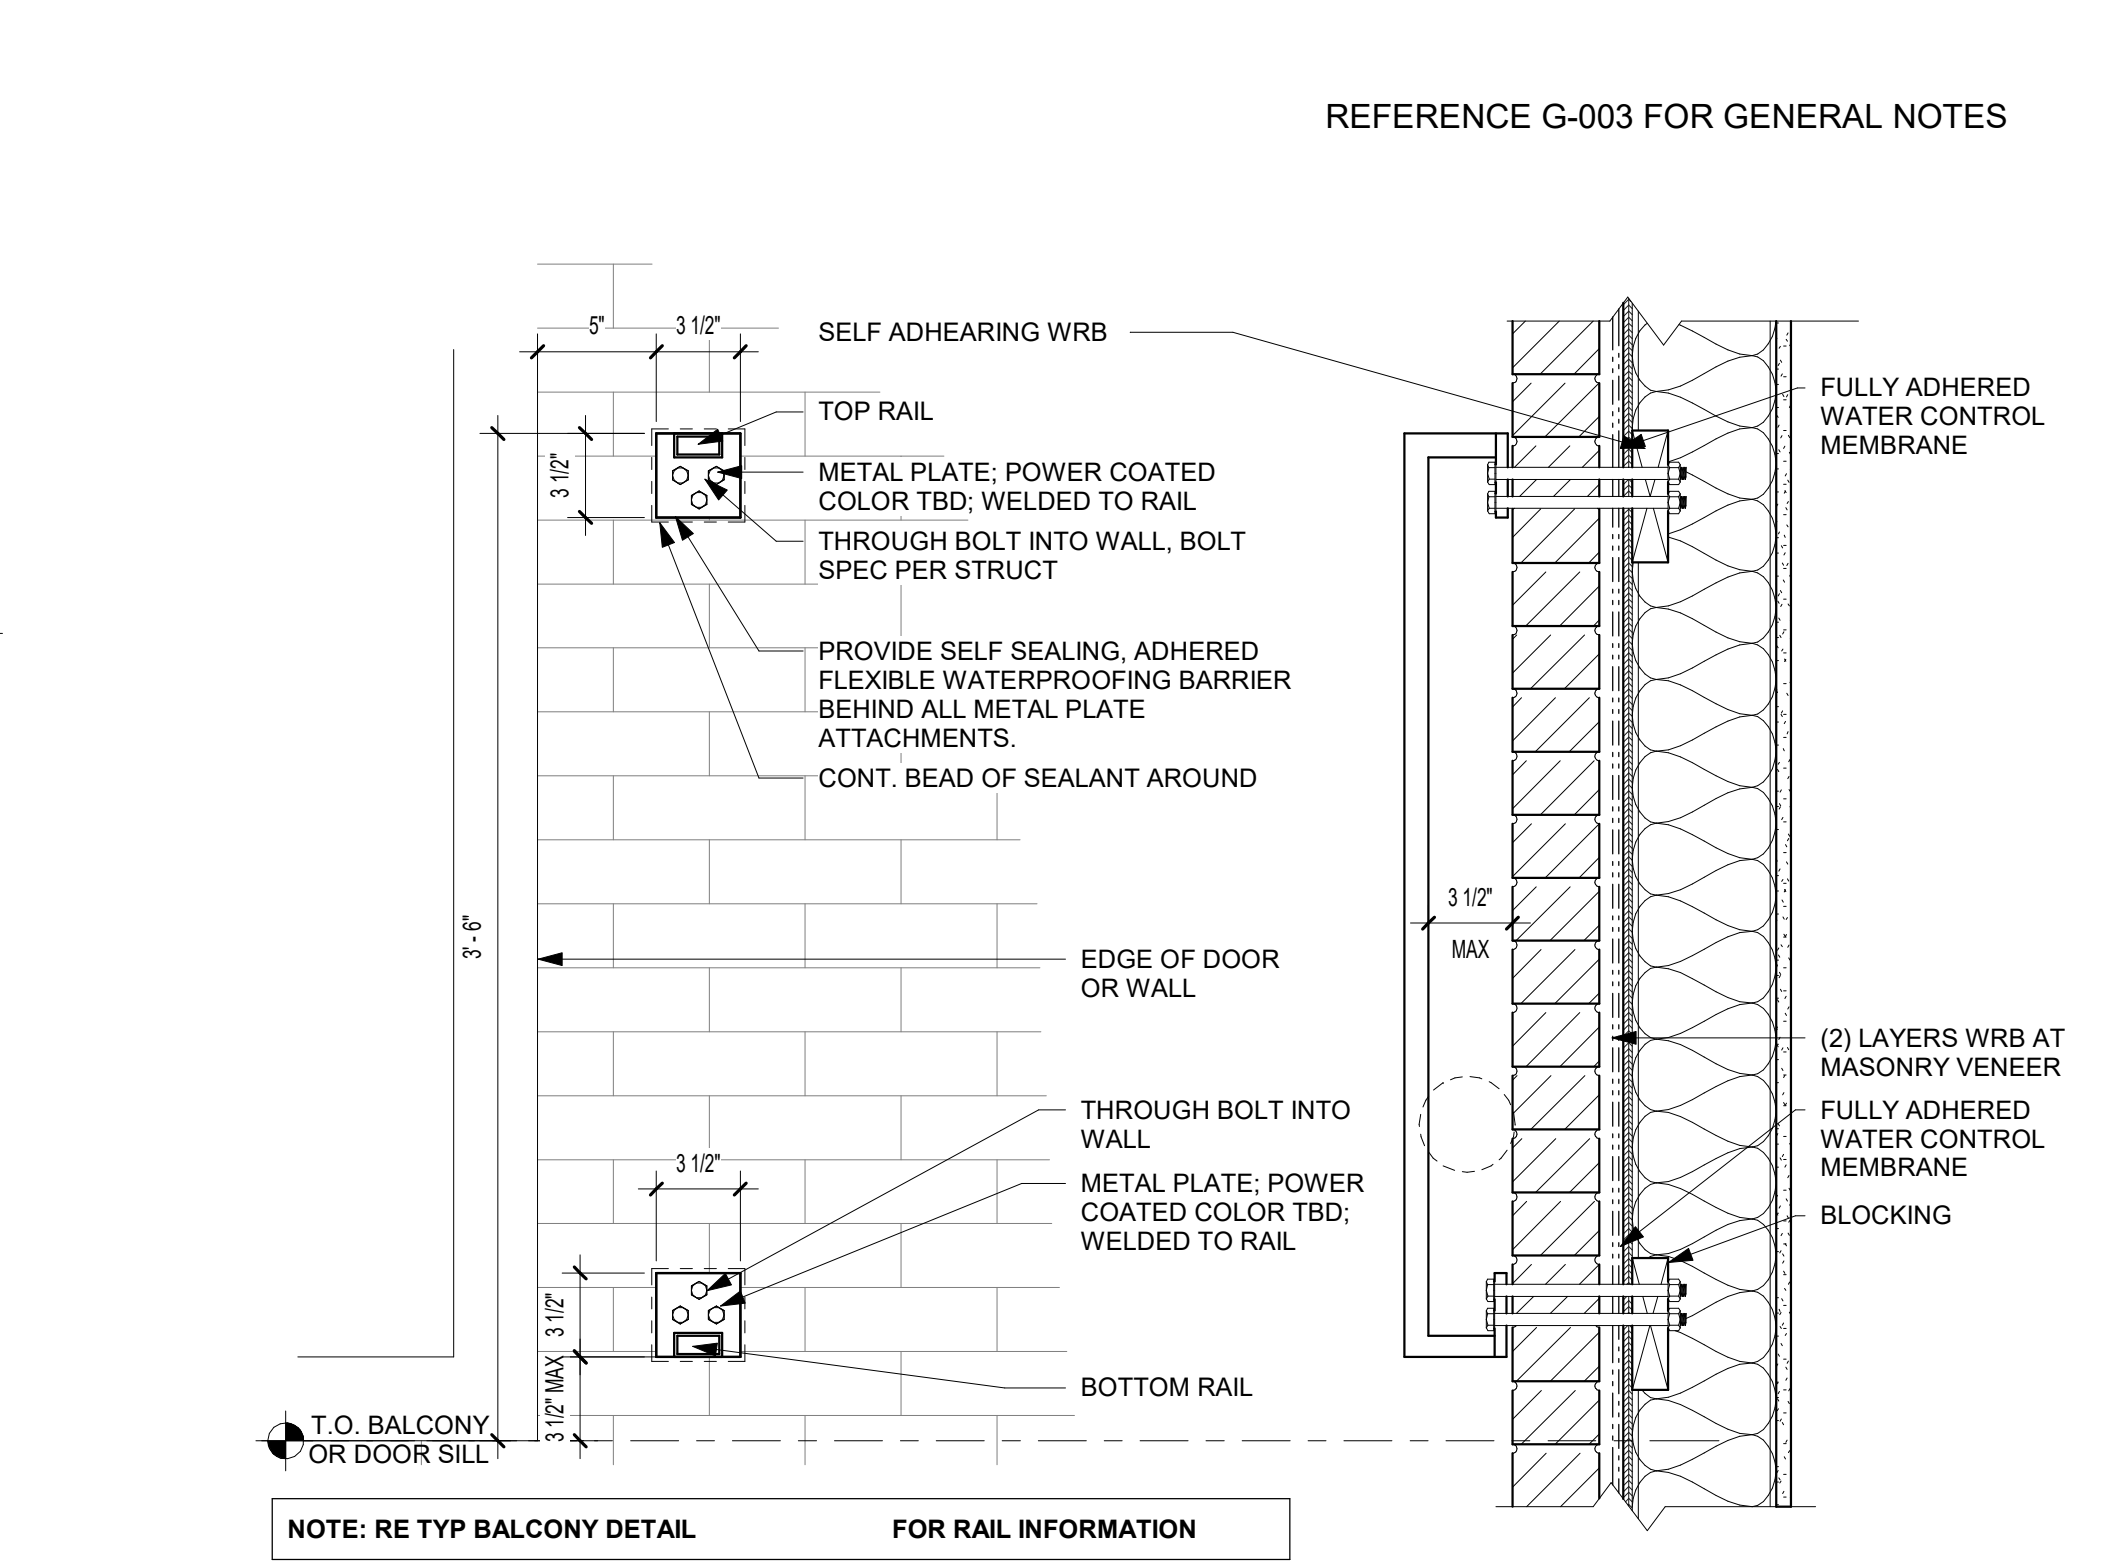 REFERENCE G-003 FOR GENERAL NOTES
5"
3 1/2"
SELF ADHEARING WRB
TOP RAIL
3 1/2"
METAL PLATE; POWER COATED
COLOR TBD; WELDED TO RAIL
THROUGH BOLT INTO WALL, BOLT
SPEC PER STRUCT
PROVIDE SELF SEALING, ADHERED
FLEXIBLE WATERPROOFING BARRIER
BEHIND ALL METAL PLATE
ATTACHMENTS.
CONT. BEAD OF SEALANT AROUND
3' - 6"
EDGE OF DOOR
OR WALL
THROUGH BOLT INTO
WALL
3 1/2"
METAL PLATE; POWER
COATED COLOR TBD;
WELDED TO RAIL
3 1/2"
3 1/2" MAX
BOTTOM RAIL
T.O. BALCONY
OR DOOR SILL
FULLY ADHERED
WATER CONTROL
MEMBRANE
3 1/2"
MAX
(2) LAYERS WRB AT
MASONRY VENEER
FULLY ADHERED
WATER CONTROL
MEMBRANE
BLOCKING
NOTE: RE TYP BALCONY DETAIL FOR RAIL INFORMATION